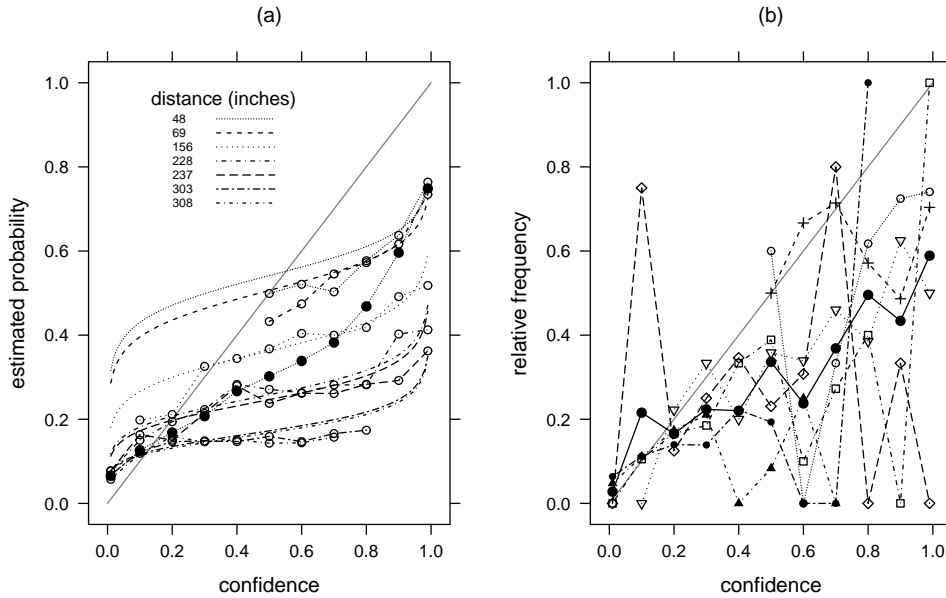 (a)
1.0
0.8
0.6
0.4
0.2
0.0
estimated probability
distance (inches)
48
69
156
228
237
303
308
0.0 0.2 0.4 0.6 0.8 1.0
confidence
(b)
1.0
0.8
0.6
0.4
0.2
0.0
relative frequency
0.0 0.2 0.4 0.6 0.8 1.0
confidence